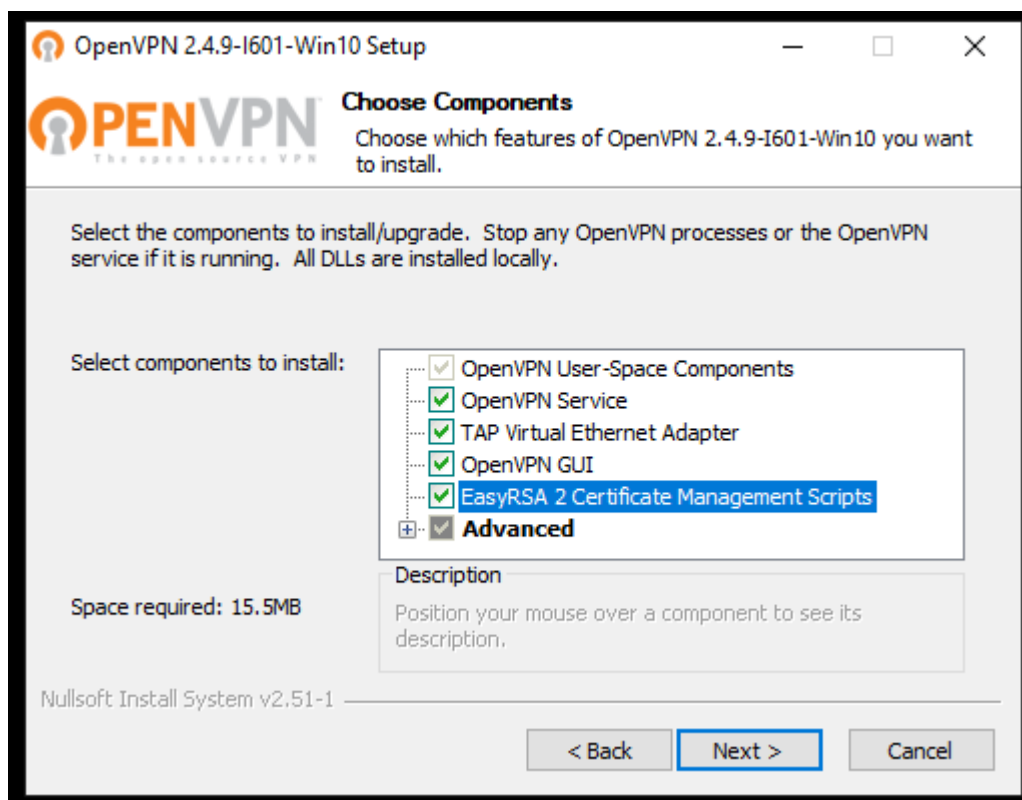 OpenVPN 2.4.9-I601-Win10 Setup
OPENVPN
The open source VPN
Choose Components
Choose which features of OpenVPN 2.4.9-I601-Win10 you want
to install.
Select the components to install/upgrade.  Stop any OpenVPN processes or the OpenVPN
service if it is running.  All DLLs are installed locally.
Select components to install:
OpenVPN User-Space Components
OpenVPN Service
TAP Virtual Ethernet Adapter
OpenVPN GUI
EasyRSA 2 Certificate Management Scripts
Advanced
Space required: 15.5MB
Description
Position your mouse over a component to see its
description.
Nullsoft Install System v2.51-1
< Back
Next >
Cancel